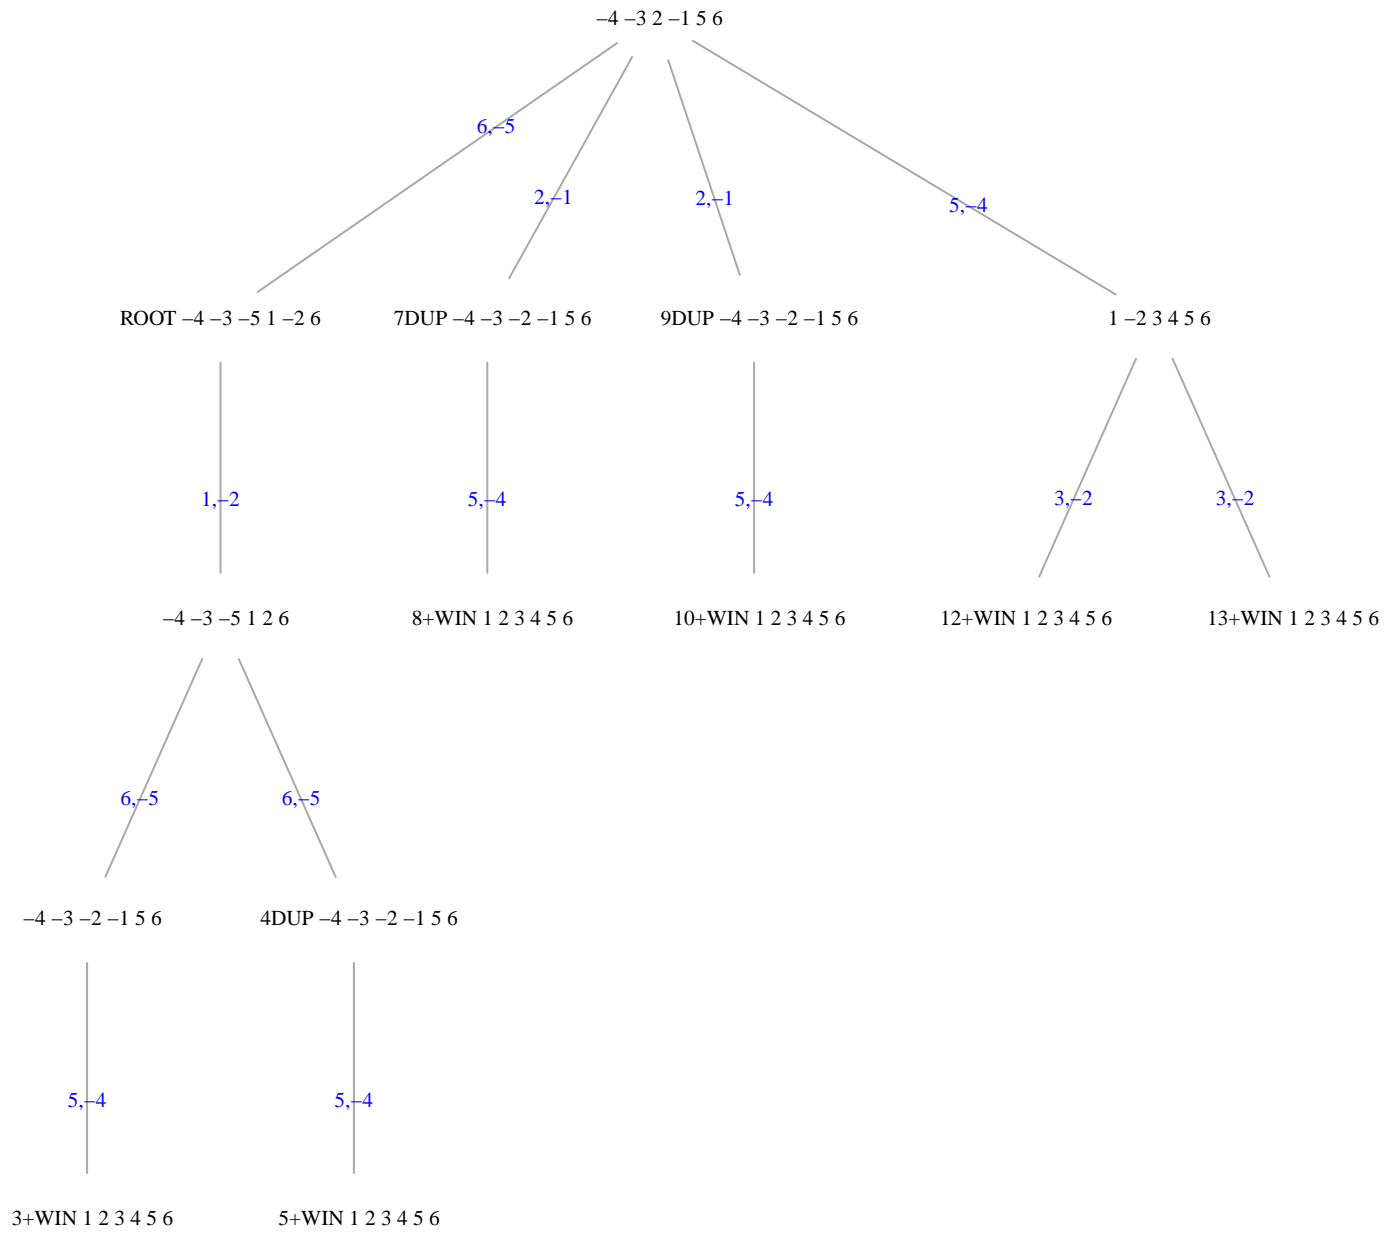 −4 −3 2 −1 5 6
6,−5
2,−1
2,−1
5,−4
ROOT −4 −3 −5 1 −2 6
7DUP −4 −3 −2 −1 5 6
9DUP −4 −3 −2 −1 5 6
1 −2 3 4 5 6
1,−2
5,−4
5,−4
3,−2
3,−2
−4 −3 −5 1 2 6
8+WIN 1 2 3 4 5 6
10+WIN 1 2 3 4 5 6
12+WIN 1 2 3 4 5 6
13+WIN 1 2 3 4 5 6
6,−5
6,−5
−4 −3 −2 −1 5 6
4DUP −4 −3 −2 −1 5 6
5,−4
5,−4
3+WIN 1 2 3 4 5 6
5+WIN 1 2 3 4 5 6